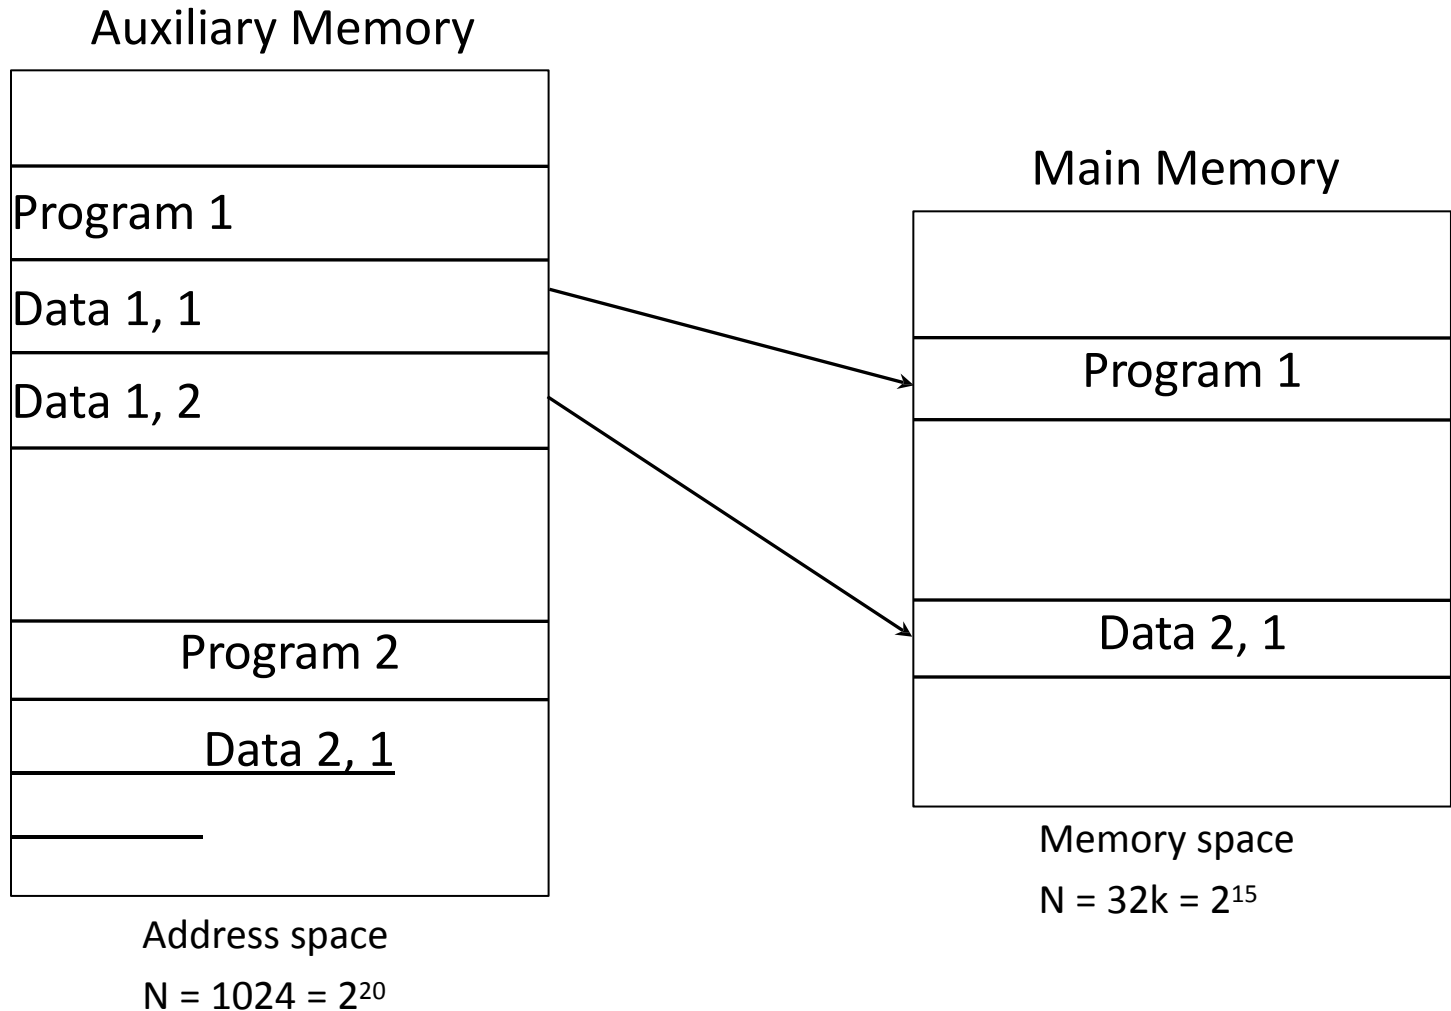 Auxiliary Memory
Program 1
Data 1, 1
Data 1, 2
Program 2
Data 2, 1
Address space
N = 1024 = 2²⁰
Main Memory
Program 1
Data 2, 1
Memory space
N = 32k = 2¹⁵